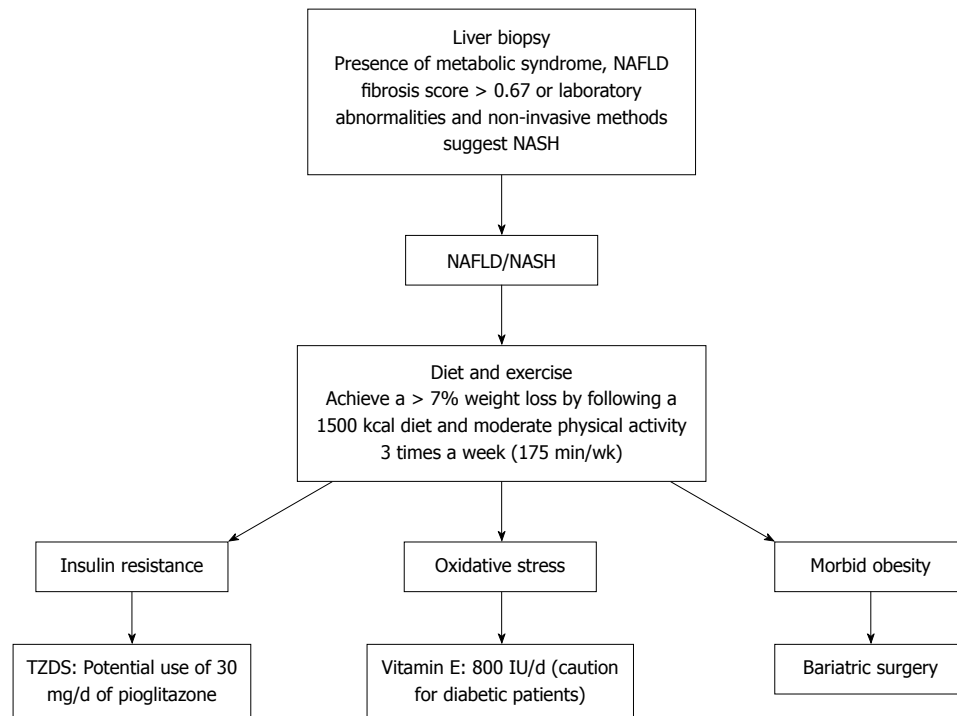 Liver biopsy
Presence of metabolic syndrome, NAFLD
fibrosis score > 0.67 or laboratory
abnormalities and non-invasive methods
suggest NASH
NAFLD/NASH
Diet and exercise
Achieve a > 7% weight loss by following a
1500 kcal diet and moderate physical activity
3 times a week (175 min/wk)
Insulin resistance
Oxidative stress
Morbid obesity
TZDS: Potential use of 30
mg/d of pioglitazone
Vitamin E: 800 IU/d (caution
for diabetic patients)
Bariatric surgery